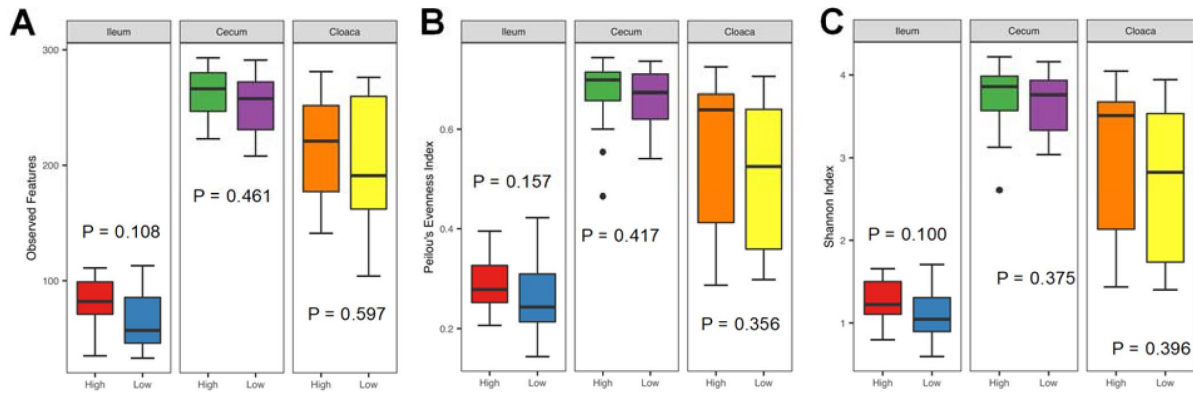 A
Ileum
Cecum
Cloaca
Observed Features
300
200
100
P = 0.108
P = 0.461
P = 0.597
High
Low
High
Low
High
Low
B
Ileum
Cecum
Cloaca
Peilou's Evenness Index
0.6
0.4
0.2
P = 0.157
P = 0.417
P = 0.356
High
Low
High
Low
High
Low
C
Ileum
Cecum
Cloaca
Shannon Index
4
3
2
1
P = 0.100
P = 0.375
P = 0.396
High
Low
High
Low
High
Low